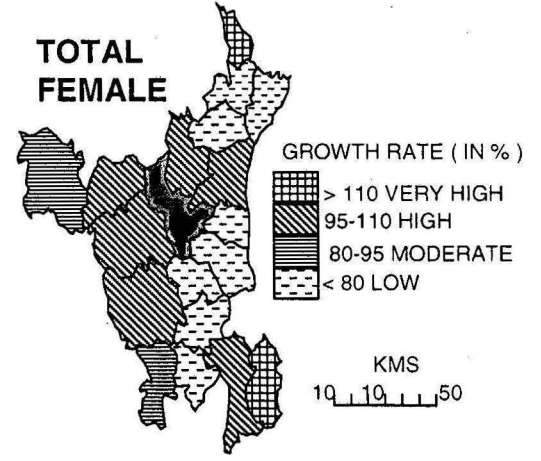 TOTAL
FEMALE
GROWTH RATE ( IN % )
> 110 VERY HIGH
95-110 HIGH
80-95 MODERATE
< 80 LOW
KMS
10 10 50